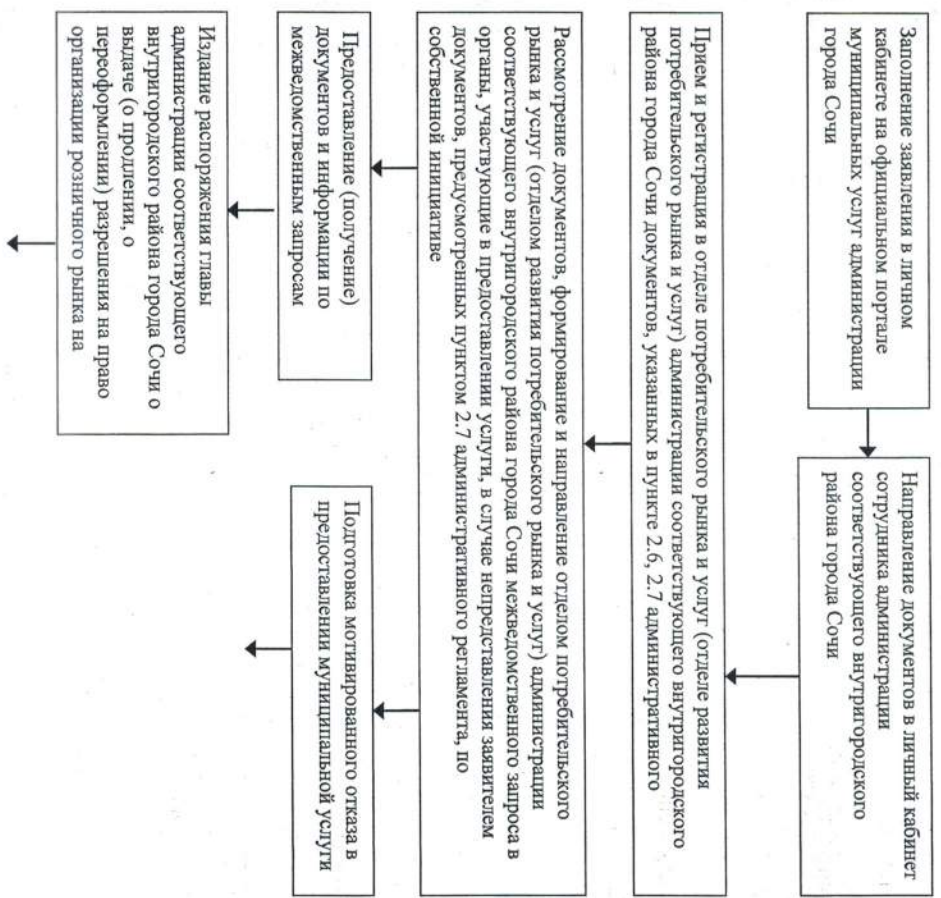 Заполнение заявления в личном
кабинете на официальном портале
муниципальных услуг администрации
города Сочи
Направление документов в личный кабинет
сотрудника администрации
соответствующего внутригородского
района города Сочи
Прием и регистрация в отделе потребительского рынка и услуг (отделе развития
потребительского рынка и услуг) администрации соответствующего внутригородского
района города Сочи документов, указанных в пункте 2.6, 2.7 административного
Рассмотрение документов, формирование и направление отделом потребительского
рынка и услуг (отделом развития потребительского рынка и услуг) администрации
соответствующего внутригородского района города Сочи межведомственного запроса в
органы, участвующие в предоставлении услуги, в случае непредставления заявителем
документов, предусмотренных пунктом 2.7 административного регламента, по
собственной инициативе
Предоставление (получение)
документов и информации по
межведомственным запросам
Подготовка мотивированного отказа в
предоставлении муниципальной услуги
Издание распоряжения главы
администрации соответствующего
внутригородского района города Сочи о
выдаче (о продлении, о
переоформлении) разрешения на право
организации розничного рынка на